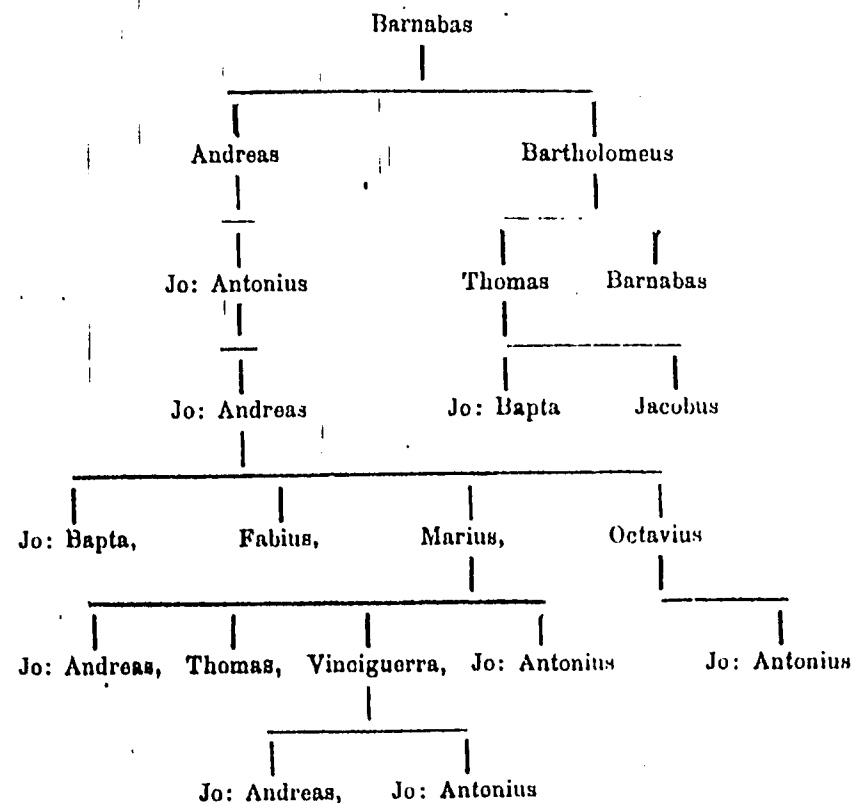 Barnabas
Andreas Bartholomeus
Jo: Antonius Thomas Barnabas
Jo: Andreas Jo: Bapta Jacobus
Jo: Bapta, Fabius, Marius, Octavius
Jo: Andreas, Thomas, Vinciguerra, Jo: Antonius Jo: Antonius
Jo: Andreas, Jo: Antonius